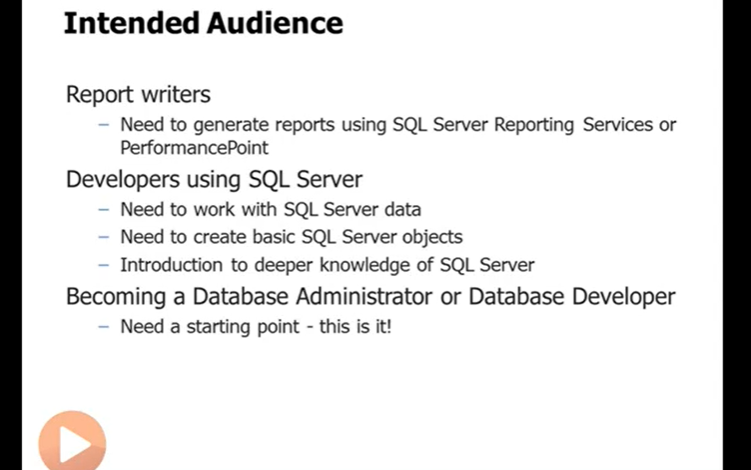 Intended Audience
Report writers
– Need to generate reports using SQL Server Reporting Services or
PerformancePoint
Developers using SQL Server
– Need to work with SQL Server data
– Need to create basic SQL Server objects
– Introduction to deeper knowledge of SQL Server
Becoming a Database Administrator or Database Developer
– Need a starting point - this is it!